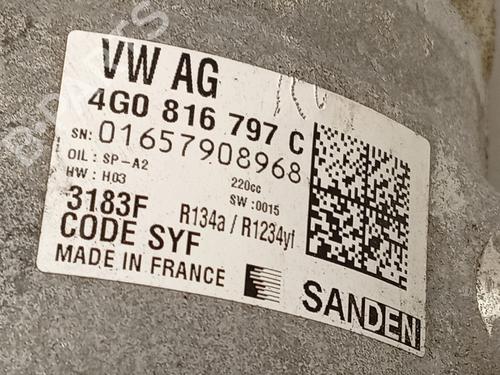 VW AG
4G0 816 797 C
SN: 01657908968
OIL : SP-A2 220cc
HW : H03 SW :0015
3183F R134a / R1234yf
CODE SYF
MADE IN FRANCE
SANDEN